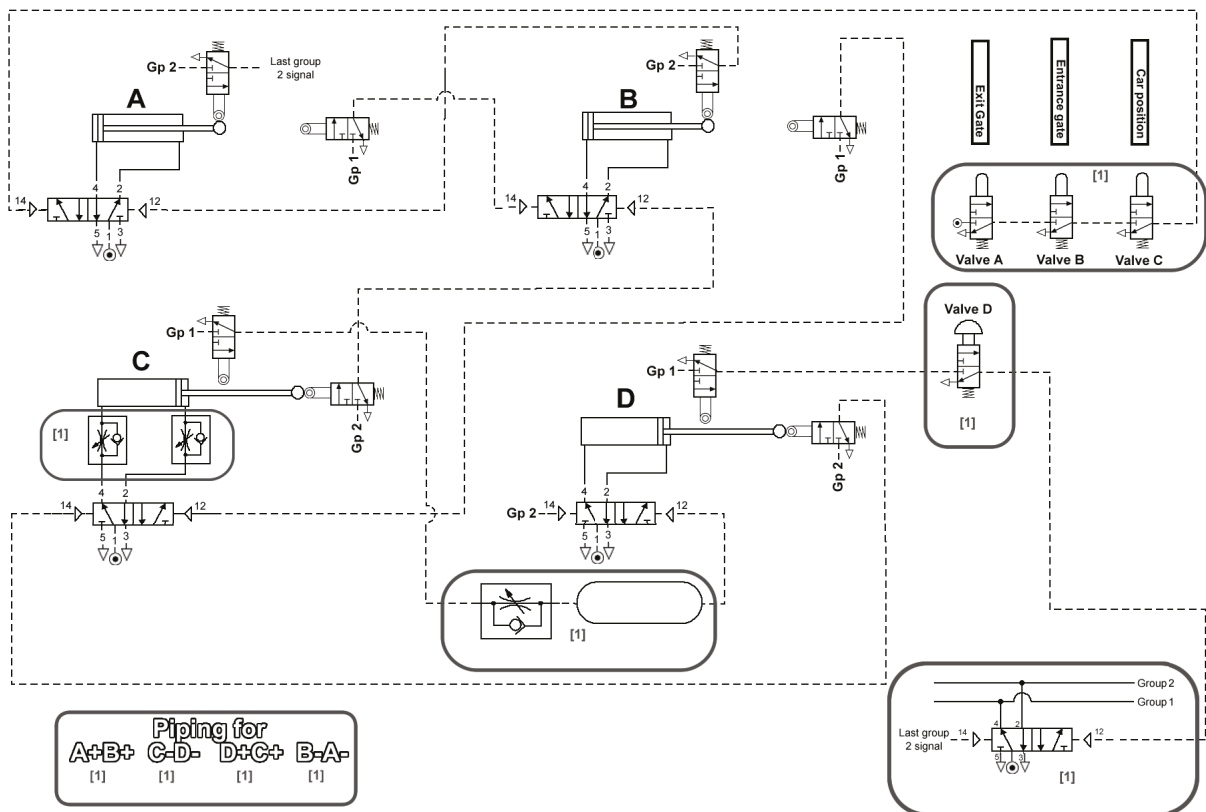 Gp 2
Last group
2 signal
A
Gp 1
4
2
14
12
5
1
3
Gp 2
B
Gp 1
4
2
14
12
5
1
3
Exit Gate
Entrance gate
Car position
[1]
Valve A
Valve B
Valve C
Valve D
[1]
Gp 1
C
Gp 2
[1]
4
2
14
12
5
1
3
Gp 1
D
Gp 2
4
2
Gp 2
14
12
5
1
3
[1]
Group 2
Group 1
4
2
Last group
2 signal
14
12
5
3
[1]
Piping for
A+B+ C-D- D+C+ B-A-
[1] [1] [1] [1]